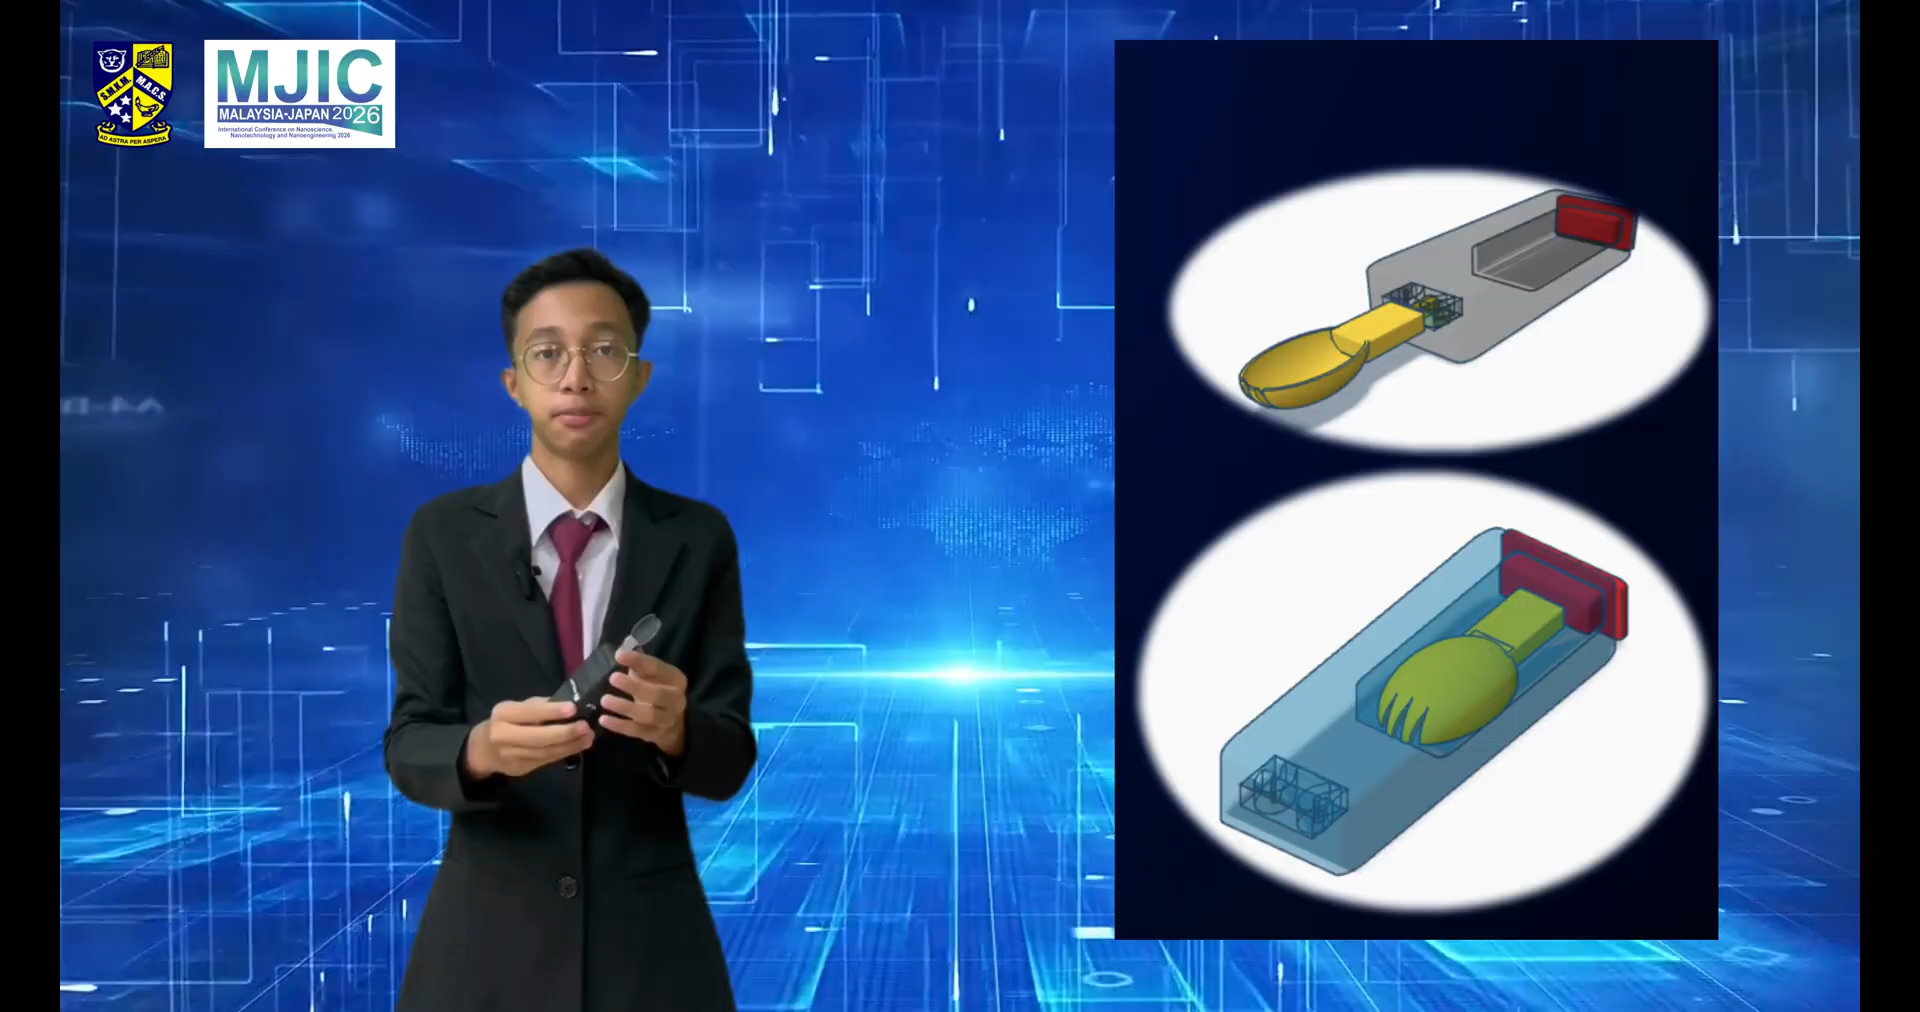 S.M.K.M.
M.A.C.S.
AD ASTRA PER ASPERA
MJIC
MALAYSIA-JAPAN 2026
International Conference on Nanoscience,
Nanotechnology and Nanoengineering 2026